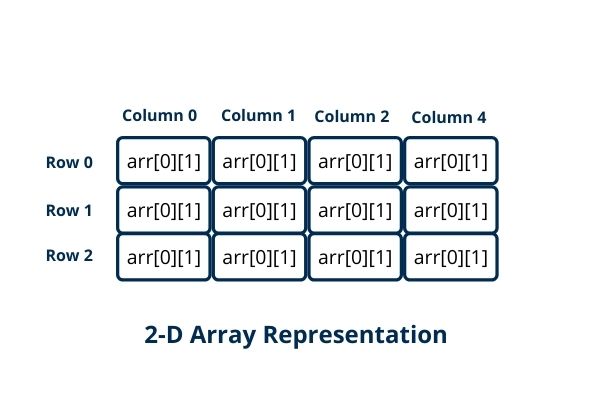 Column 0 Column 1 Column 2 Column 4
Row 0 arr[0][1] arr[0][1] arr[0][1] arr[0][1]
Row 1 arr[0][1] arr[0][1] arr[0][1] arr[0][1]
Row 2 arr[0][1] arr[0][1] arr[0][1] arr[0][1]
2-D Array Representation